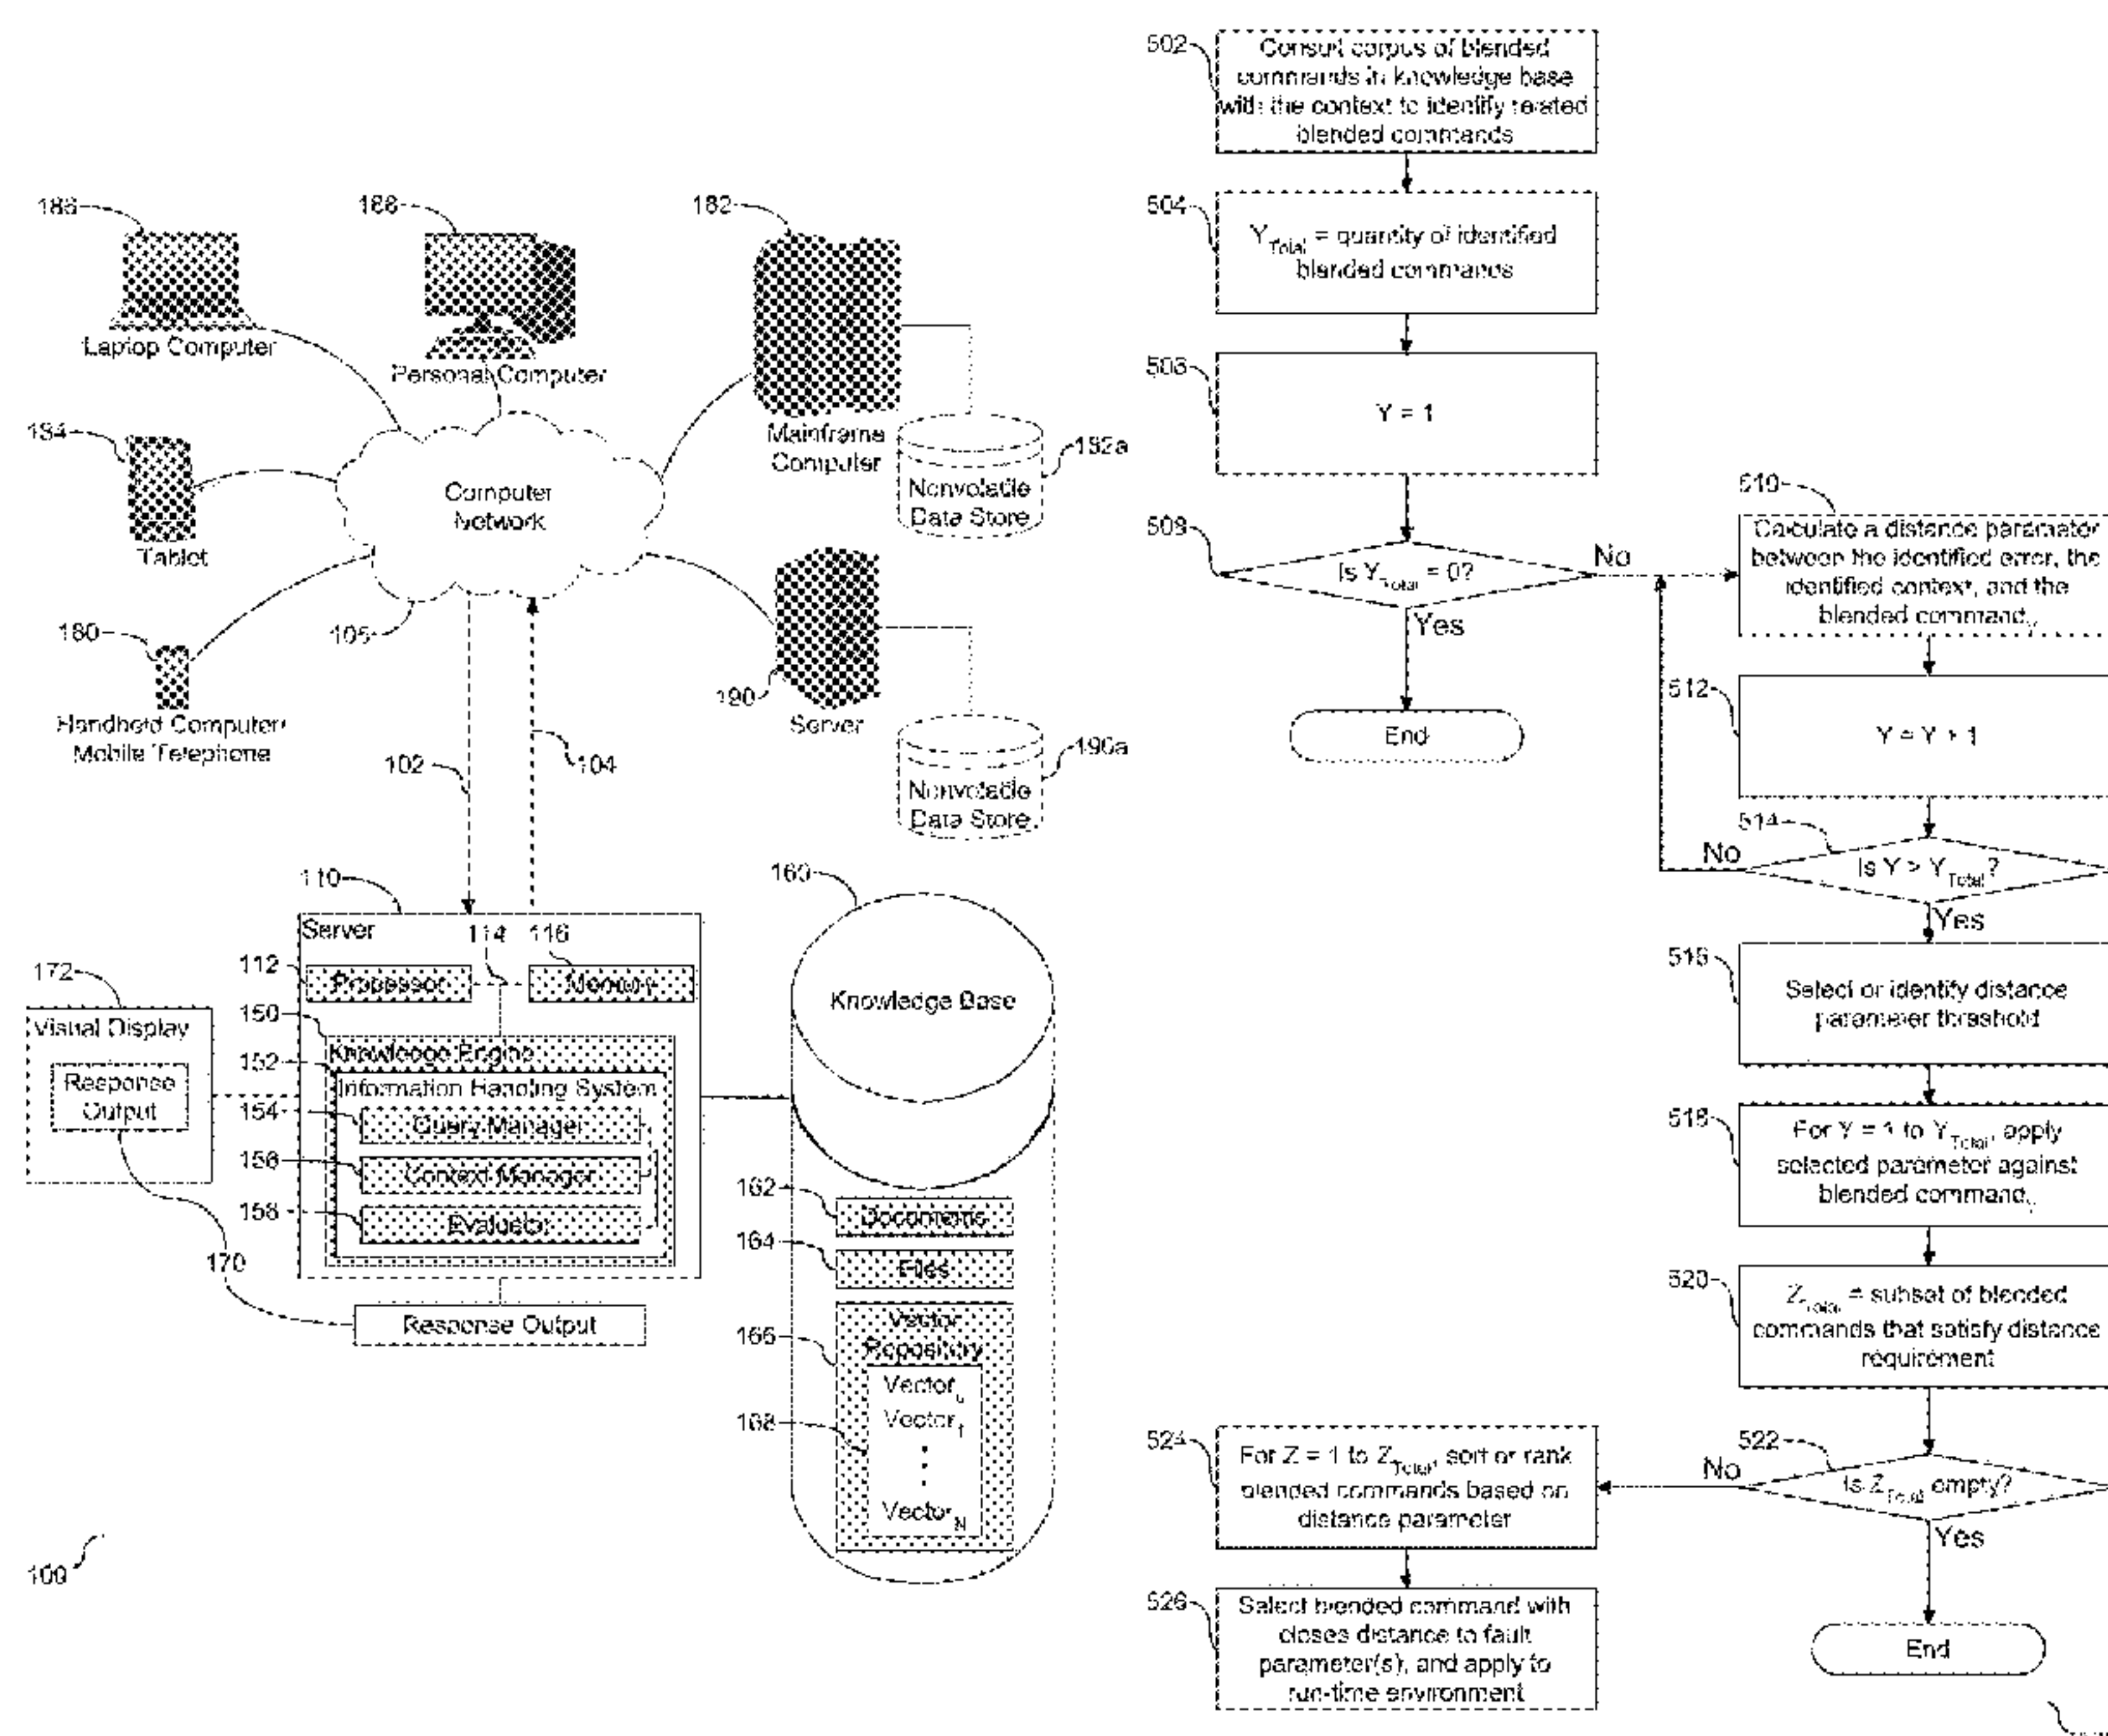 186
188
182
Laptop Computer
Personal Computer
184
Tablet
Computer
Network
Mainframe
Computer
182a
Nonvolatile
Data Store
180
105
Handheld Computer/
Mobile Telephone
190
Server
190a
Nonvolatile
Data Store
102
104
110
Server
114
116
112
Processor
Memory
172
Visual Display
Response
Output
150
Knowledge Engine
152
Information Handling System
154
Query Manager
156
Context Manager
158
Evaluator
170
Response Output
160
Knowledge Base
162
Documents
164
Files
166
Vector
Repository
168
Vector
Vector 1
Vector N
100
502
Consult corpus of blended
commands in knowledge base
with the context to identify related
blended commands
504
Y Total = quantity of identified
blended commands
506
Y = 1
508
Is Y Total = 0?
No
Yes
End
510
Calculate a distance parameter
between the identified error, the
identified context, and the
blended command
512
Y = Y + 1
514
Is Y > Y Total?
No
Yes
516
Select or identify distance
parameter threshold
518
For Y = 1 to Y Total, apply
selected parameter against
blended command
520
Z Total = subset of blended
commands that satisfy distance
requirement
522
Is Z Total empty?
No
Yes
End
524
For Z = 1 to Z Total, sort or rank
blended commands based on
distance parameter
526
Select blended command with
closes distance to fault
parameter(s), and apply to
run-time environment